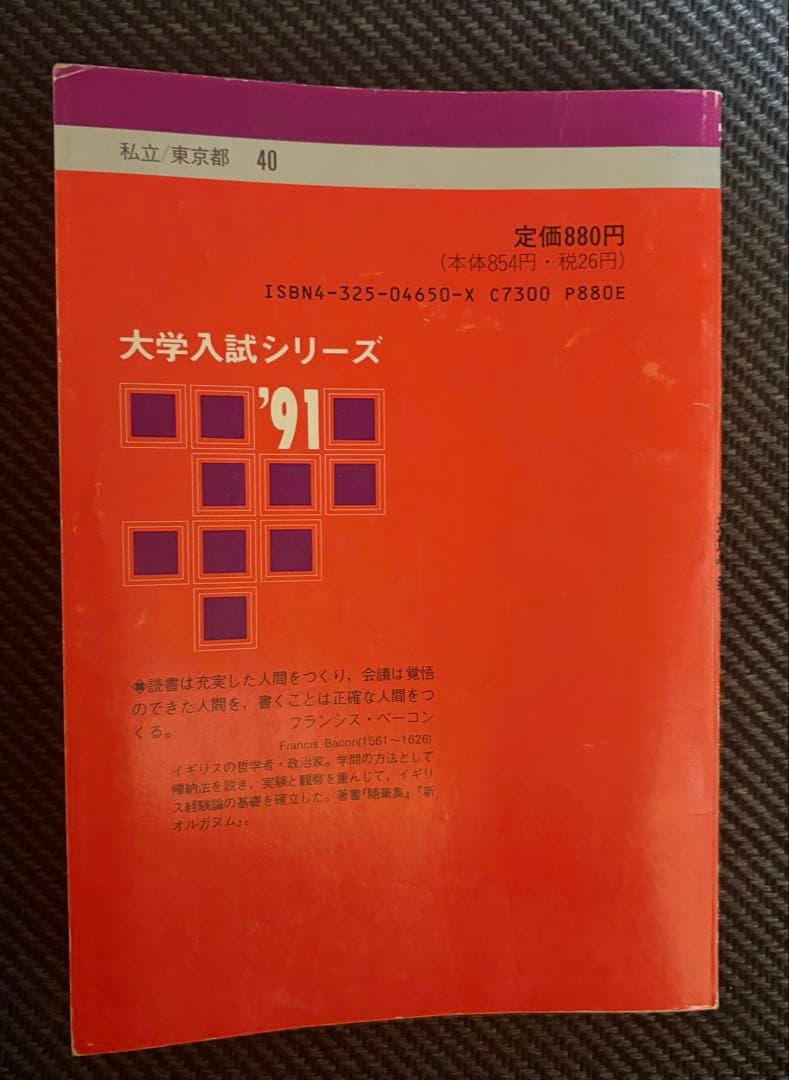 私立/東京都 40
定価880円
(本体854円・税26円)
ISBN4-325-04650-X C7300 P880E
大学入試シリーズ
'91
読書は充実した人間をつくり，会議は覚悟
のできた人間を，書くことは正確な人間をつ
くる。 フランシス・ベーコン
Francis Bacon(1561〜1626)
イギリスの哲学者・政治家。学問の方法として
帰納法を説き，実験と観察を重んじて，イギリ
ス経験論の基礎を確立した。著書『随筆集』『新
オルガヌム』。